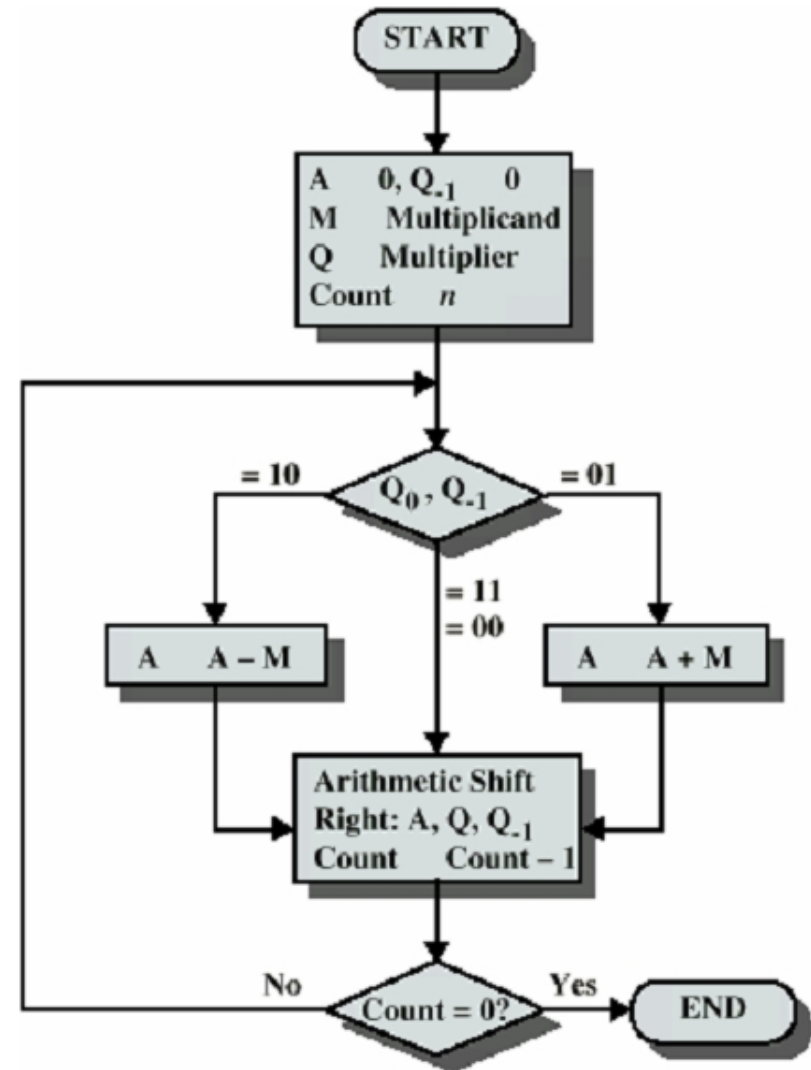 START
A 0, Q-1 0
M Multiplicand
Q Multiplier
Count n
= 10
Q0, Q-1
= 01
= 11
= 00
A A – M
A A + M
Arithmetic Shift
Right: A, Q, Q-1
Count Count – 1
No
Count = 0?
Yes
END